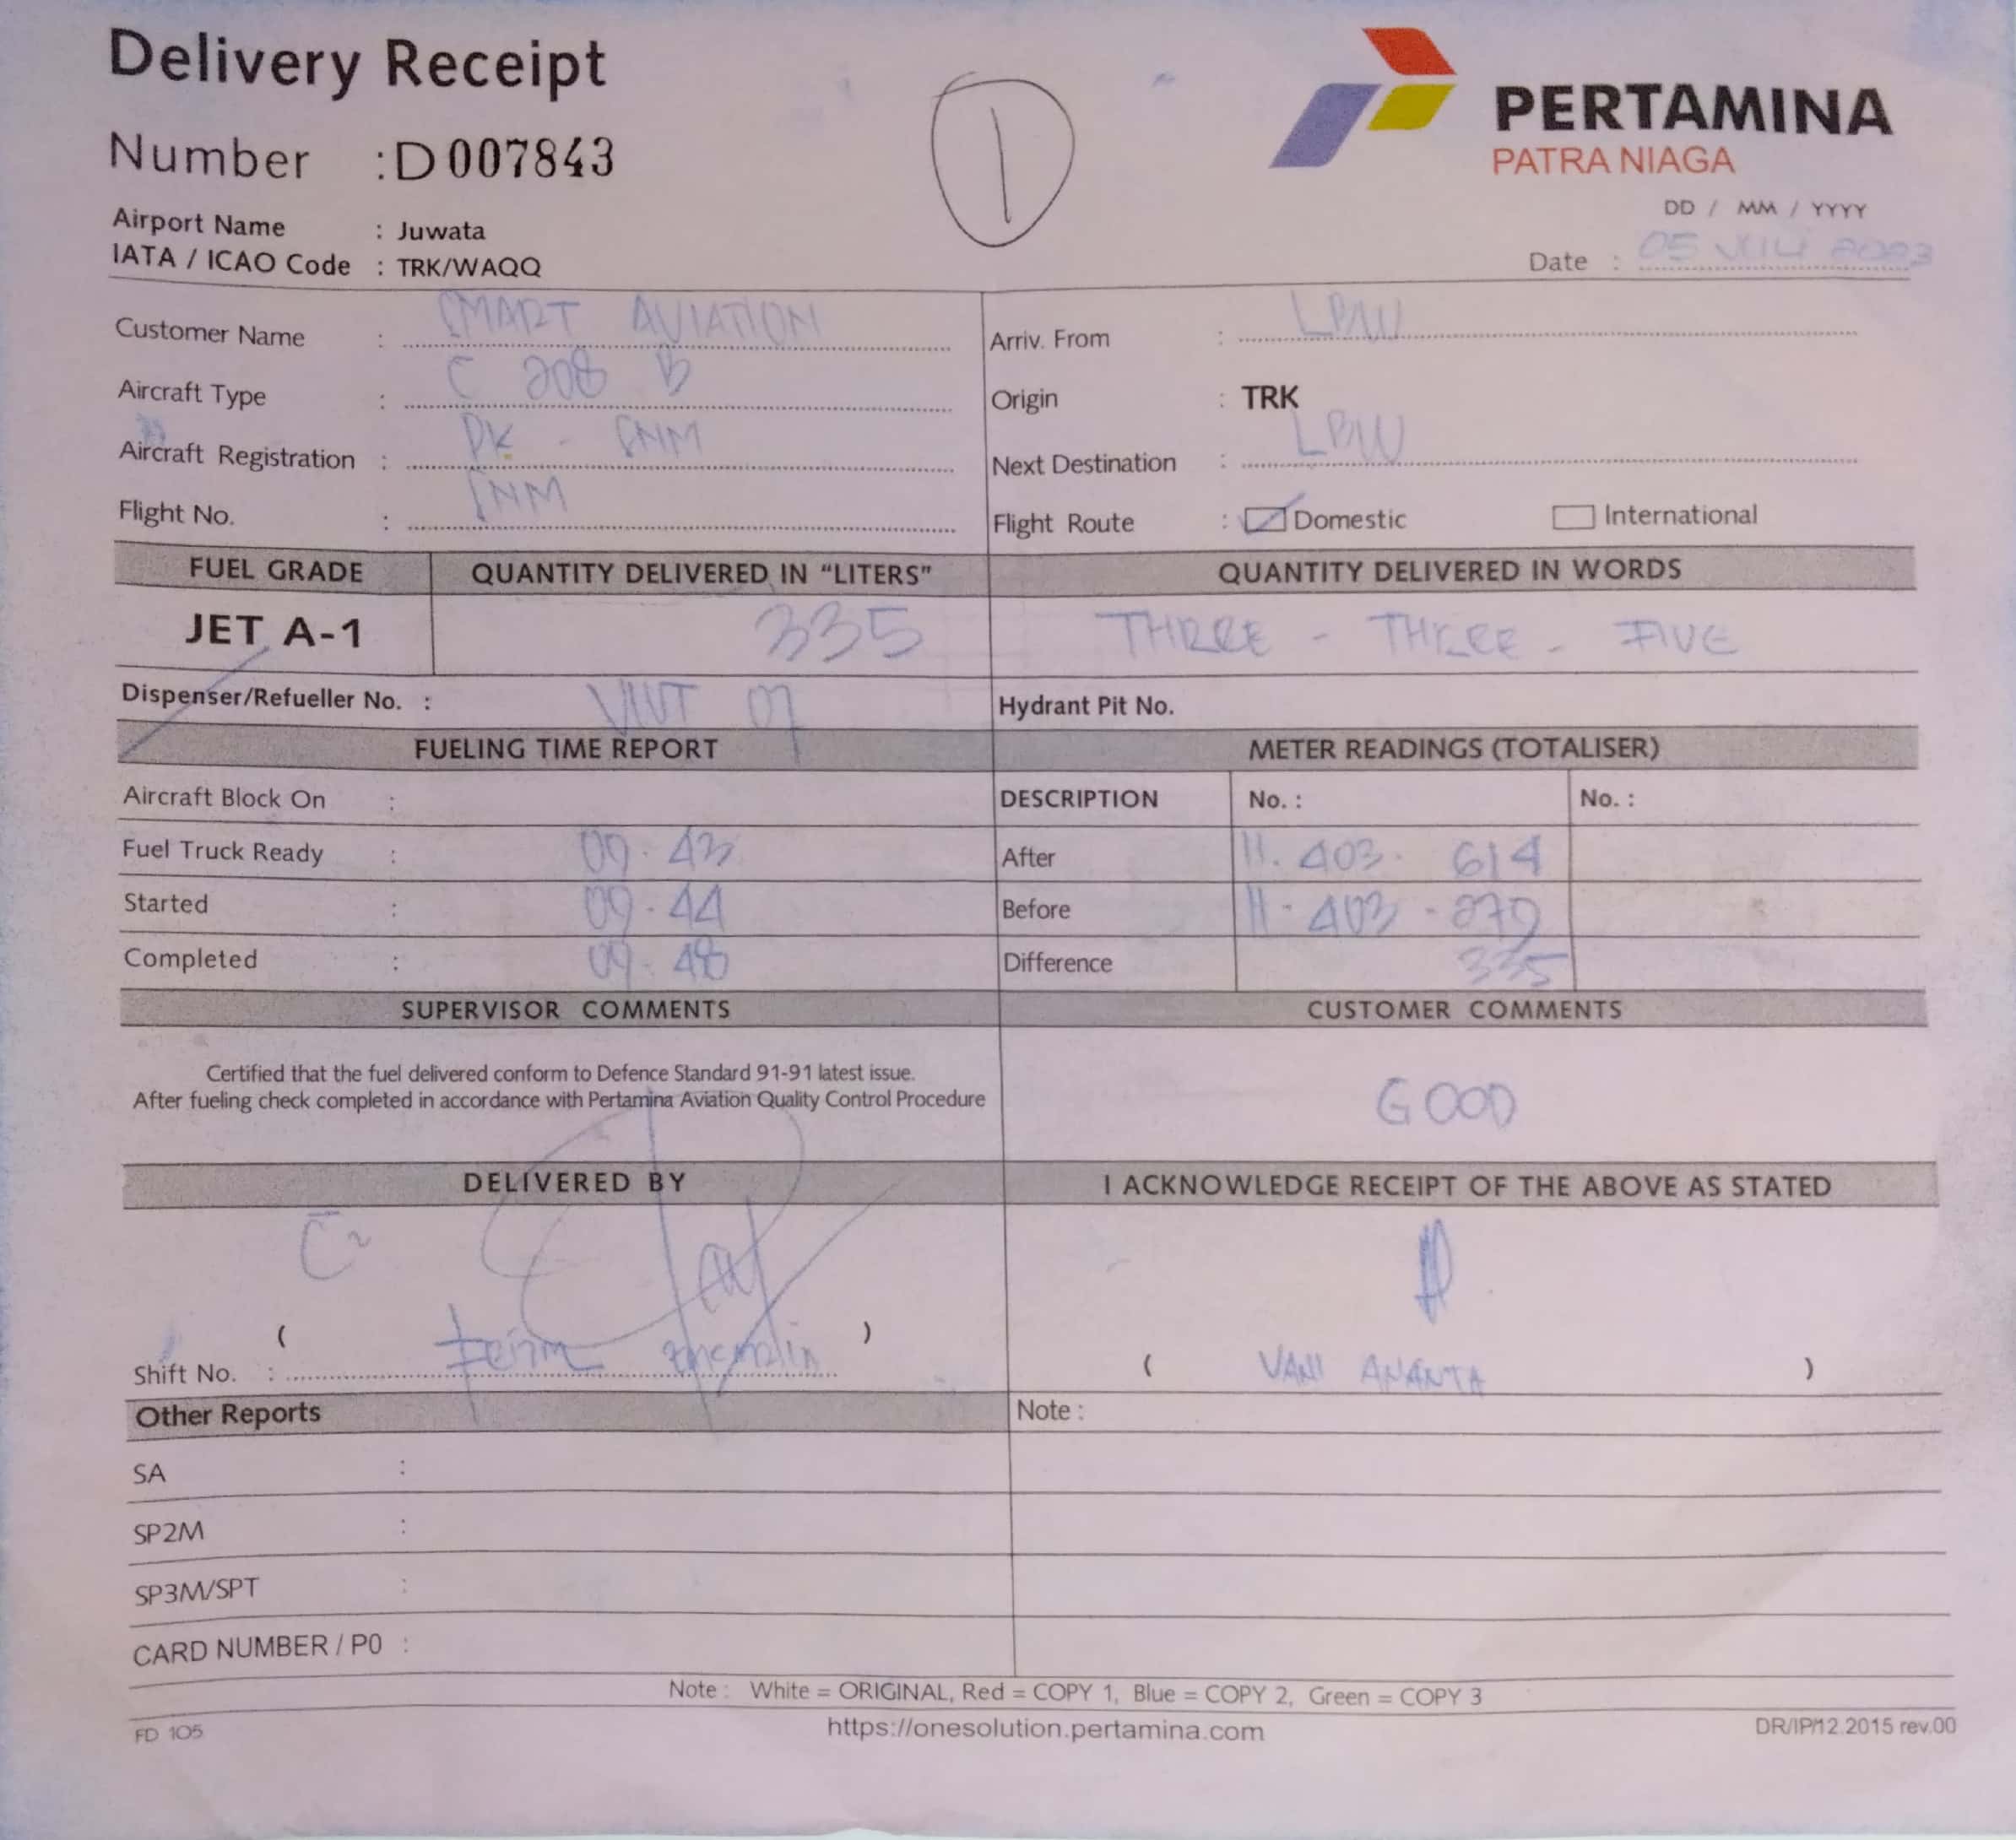 Delivery Receipt
Number : D 007843
1
PERTAMINA
PATRA NIAGA
DD / MM / YYYY
Date : 05 JULI 2023
Airport Name : Juwata
IATA / ICAO Code : TRK/WAQQ
Customer Name : SMART AVIATION
Arriv. From : LBW
Aircraft Type : C 208 B
Origin : TRK
Aircraft Registration : PK - SNM
Next Destination : LBW
Flight No. : SNM
Flight Route : Domestic International
FUEL GRADE QUANTITY DELIVERED IN “LITERS” QUANTITY DELIVERED IN WORDS
JET A-1 335 THREE - THREE - FIVE
Dispenser/Refueller No. : 07
Hydrant Pit No.
FUELING TIME REPORT METER READINGS (TOTALISER)
Aircraft Block On :
DESCRIPTION No. : No. :
Fuel Truck Ready : 09.43
After 11.403.614
Started : 09.44
Before 11.403.279
Completed : 09.48
Difference 335
SUPERVISOR COMMENTS CUSTOMER COMMENTS
Certified that the fuel delivered conform to Defence Standard 91-91 latest issue.
After fueling check completed in accordance with Pertamina Aviation Quality Control Procedure
GOOD
DELIVERED BY I ACKNOWLEDGE RECEIPT OF THE ABOVE AS STATED
( )
Shift No. :
( VANI ANANTA )
Other Reports Note :
SA :
SP2M :
SP3M/SPT :
CARD NUMBER / P0 :
Note : White = ORIGINAL, Red = COPY 1, Blue = COPY 2, Green = COPY 3
FD 105 https://onesolution.pertamina.com DR/IP/12.2015 rev.00